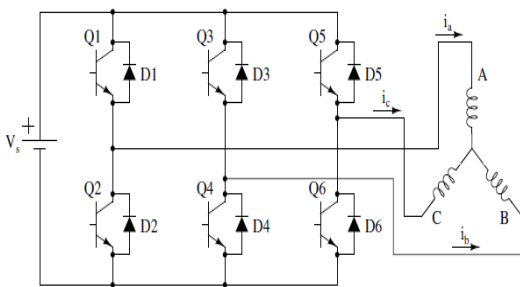 i_a
Q1 Q3 Q5
A
D1 D3 D5
i_c
+
V_s
Q2 Q4 Q6
C B
D2 D4 D6
i_b